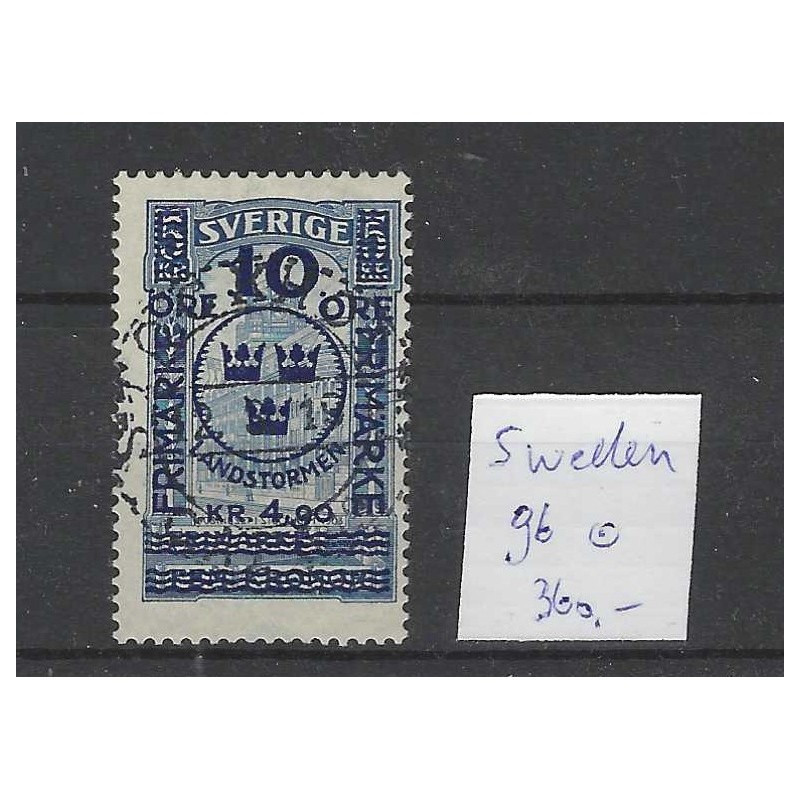 SVERIGE
10
ÖRE ÖRE
FRIMÄRKE FRIMÄRKE
LANDSTORMEN
KR. 4,90
Sweden
96
360,-